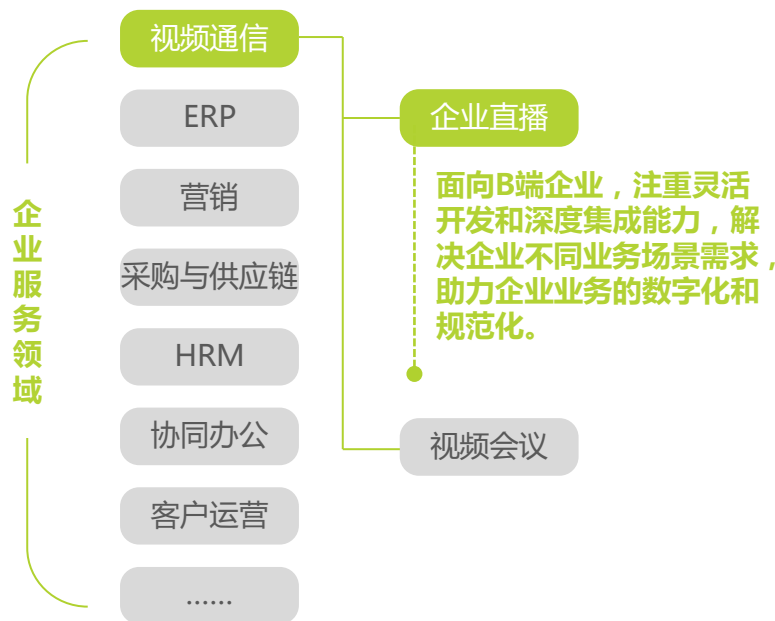 企业服务领域
视频通信
ERP
营销
采购与供应链
HRM
协同办公
客户运营
......
企业直播
面向B端企业，注重灵活
开发和深度集成能力，解
决企业不同业务场景需求，
助力企业业务的数字化和
规范化。
视频会议